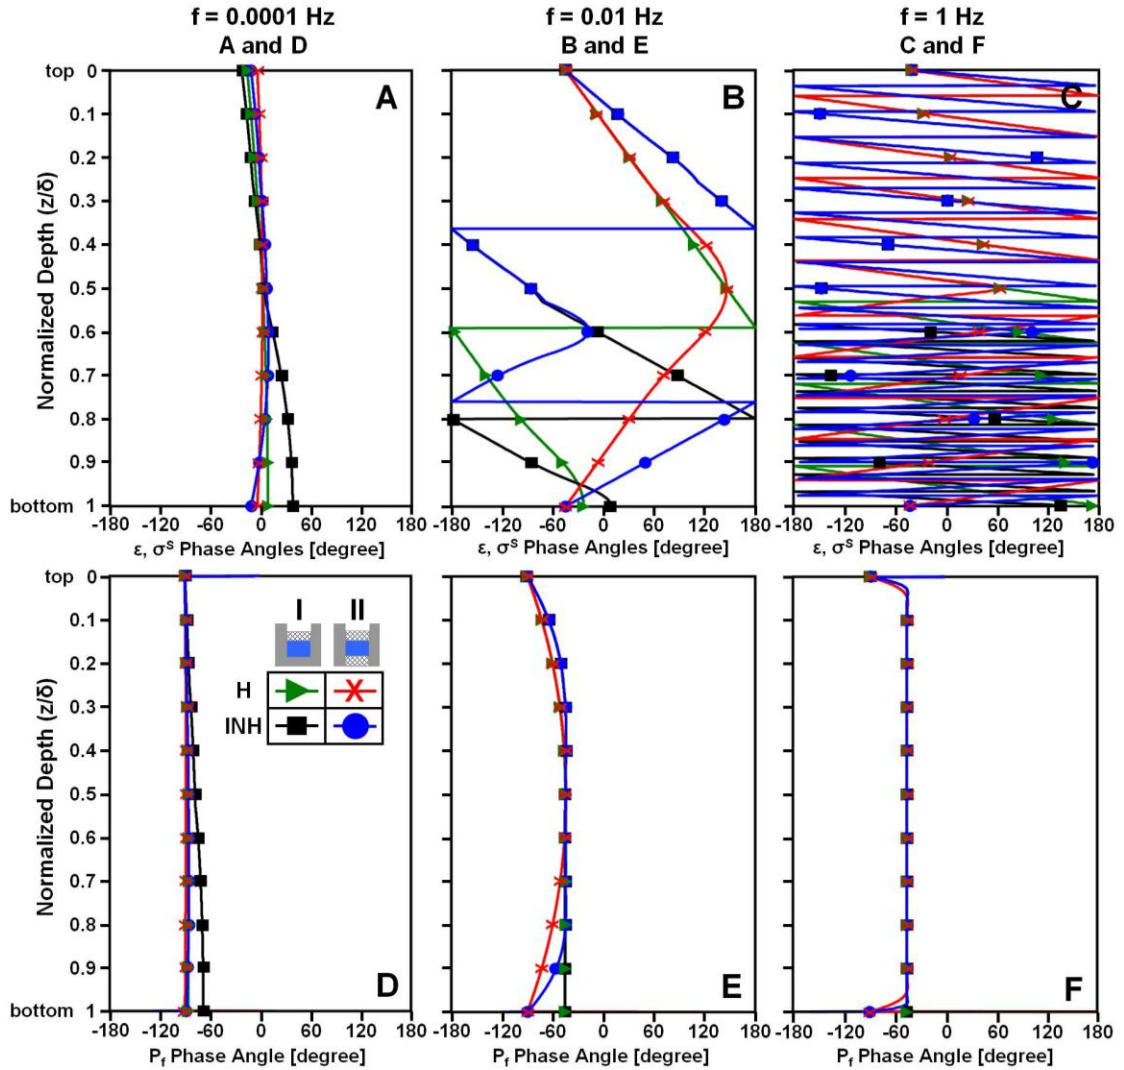 f = 0.0001 Hz f = 0.01 Hz f = 1 Hz
A and D B and E C and F
top 0
0.1
0.2
0.3
0.4
0.5
0.6
0.7
0.8
0.9
bottom 1
Normalized Depth (z/δ)
A
B
C
-180 -120 -60 0 60 120 180
-180 -120 -60 0 60 120 180
-180 -120 -60 0 60 120 180
ε, σˢ Phase Angles [degree] ε, σˢ Phase Angles [degree] ε, σˢ Phase Angles [degree]
top 0
0.1
0.2
0.3
0.4
0.5
0.6
0.7
0.8
0.9
bottom 1
Normalized Depth (z/δ)
I II
H
INH
D
E
F
-180 -120 -60 0 60 120 180
-180 -120 -60 0 60 120 180
-180 -120 -60 0 60 120 180
P_f Phase Angle [degree] P_f Phase Angle [degree] P_f Phase Angle [degree]